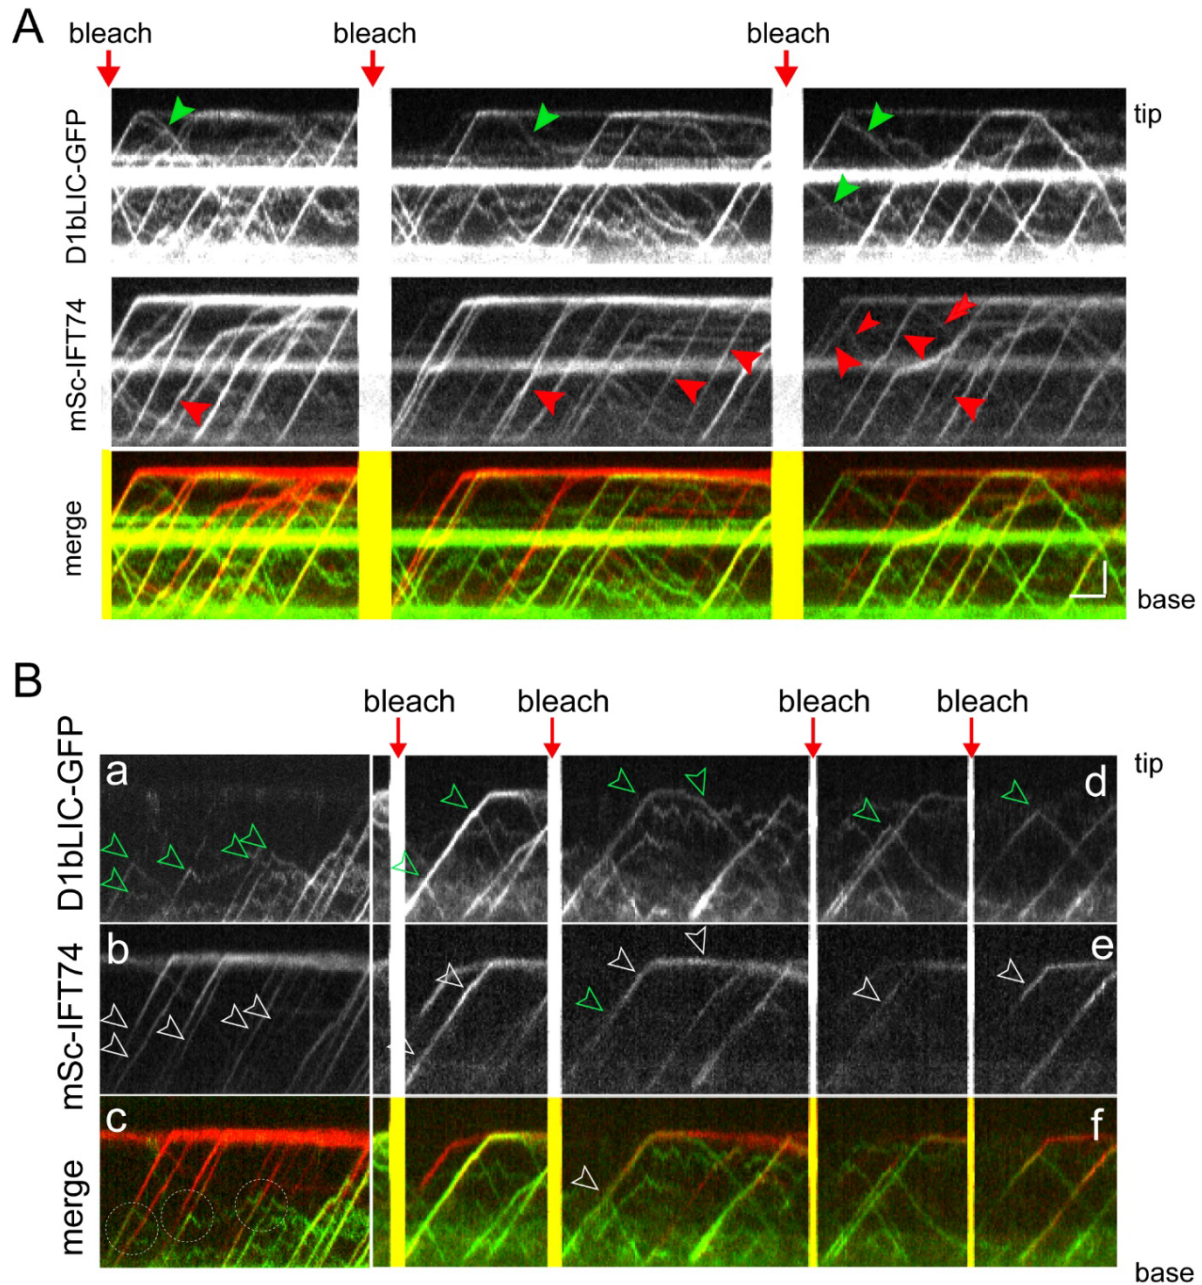 A
bleach bleach bleach
D1bLIC-GFP
tip
mSc-IFT74
merge
base
B
bleach bleach bleach bleach
D1bLIC-GFP
a
d
tip
mSc-IFT74
b
e
merge
c
f
base